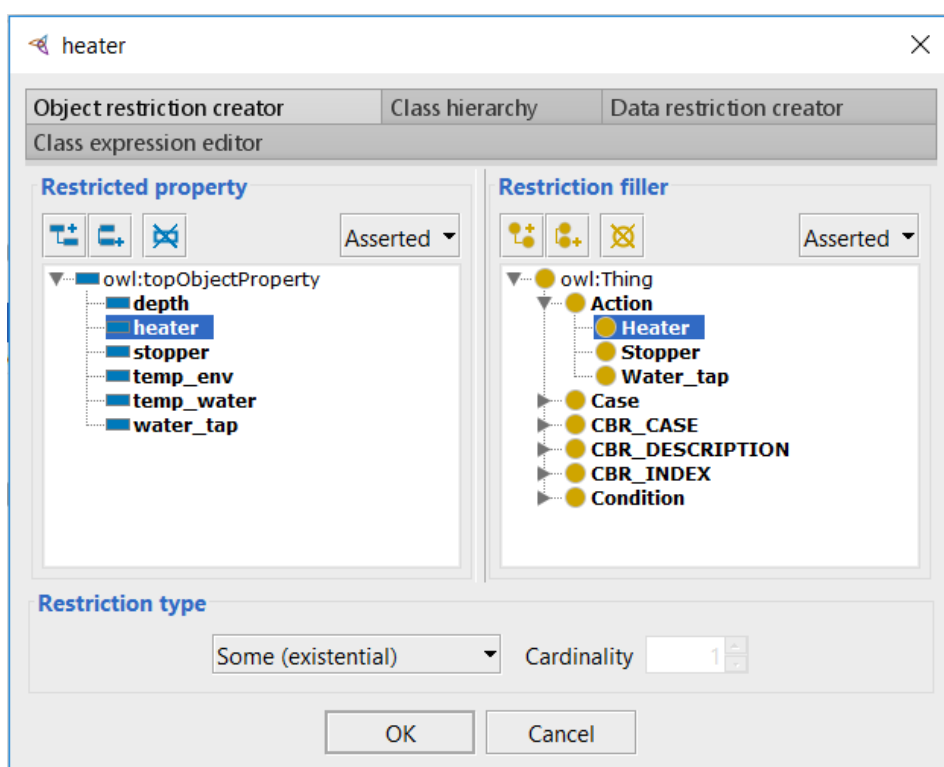 heater
Object restriction creator
Class hierarchy
Data restriction creator
Class expression editor
Restricted property
Asserted
owl:topObjectProperty
depth
heater
stopper
temp_env
temp_water
water_tap
Restriction filler
Asserted
owl:Thing
Action
Heater
Stopper
Water_tap
Case
CBR_CASE
CBR_DESCRIPTION
CBR_INDEX
Condition
Restriction type
Some (existential)
Cardinality
1
OK
Cancel